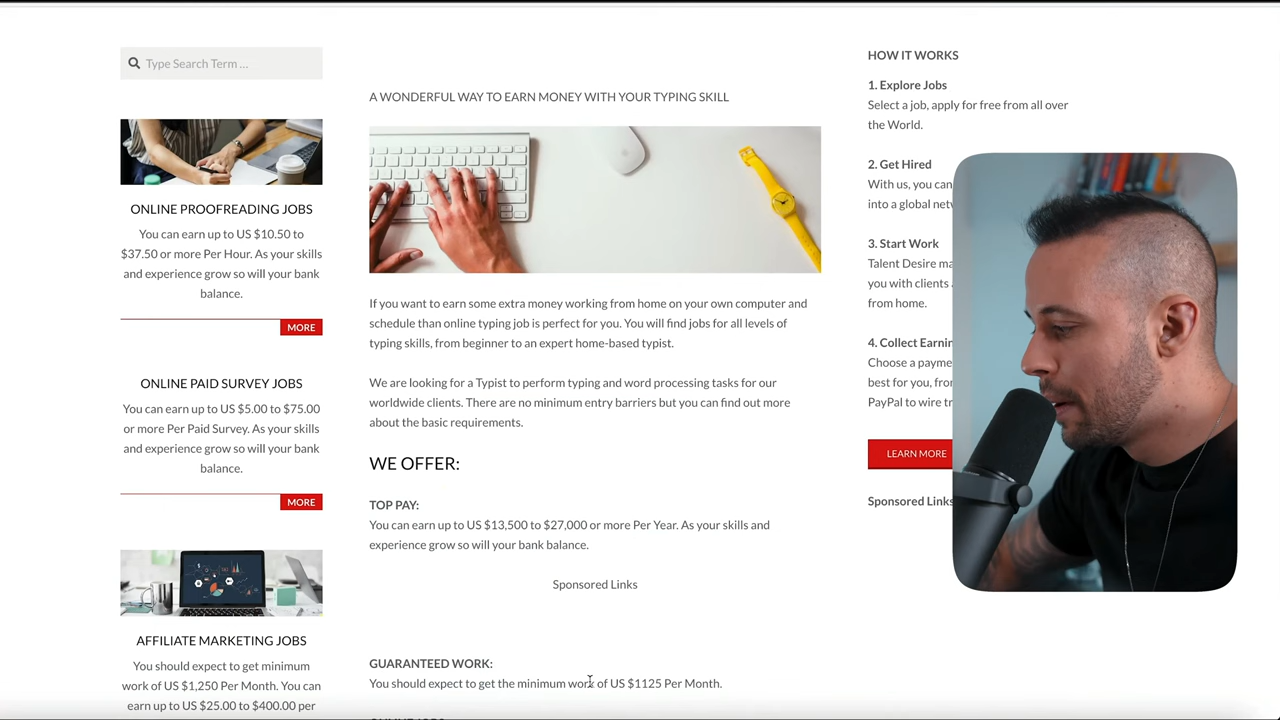 Type Search Term ...
ONLINE PROOFREADING JOBS
You can earn up to US $10.50 to
$37.50 or more Per Hour. As your skills
and experience grow so will your bank
balance.
MORE
ONLINE PAID SURVEY JOBS
You can earn up to US $5.00 to $75.00
or more Per Paid Survey. As your skills
and experience grow so will your bank
balance.
MORE
AFFILIATE MARKETING JOBS
You should expect to get minimum
work of US $1,250 Per Month. You can
earn up to US $25.00 to $400.00 per
A WONDERFUL WAY TO EARN MONEY WITH YOUR TYPING SKILL
If you want to earn some extra money working from home on your own computer and
schedule than online typing job is perfect for you. You will find jobs for all levels of
typing skills, from beginner to an expert home-based typist.
We are looking for a Typist to perform typing and word processing tasks for our
worldwide clients. There are no minimum entry barriers but you can find out more
about the basic requirements.
WE OFFER:
TOP PAY:
You can earn up to US $13,500 to $27,000 or more Per Year. As your skills and
experience grow so will your bank balance.
Sponsored Links
GUARANTEED WORK:
You should expect to get the minimum work of US $1125 Per Month.
HOW IT WORKS
1. Explore Jobs
Select a job, apply for free from all over
the World.
2. Get Hired
With us, you can
into a global
3. Start Work
Talent Desire
you with clients
from home.
4. Collect
Choose a
best for you,
PayPal to wire
LEARN MORE
Sponsored Links